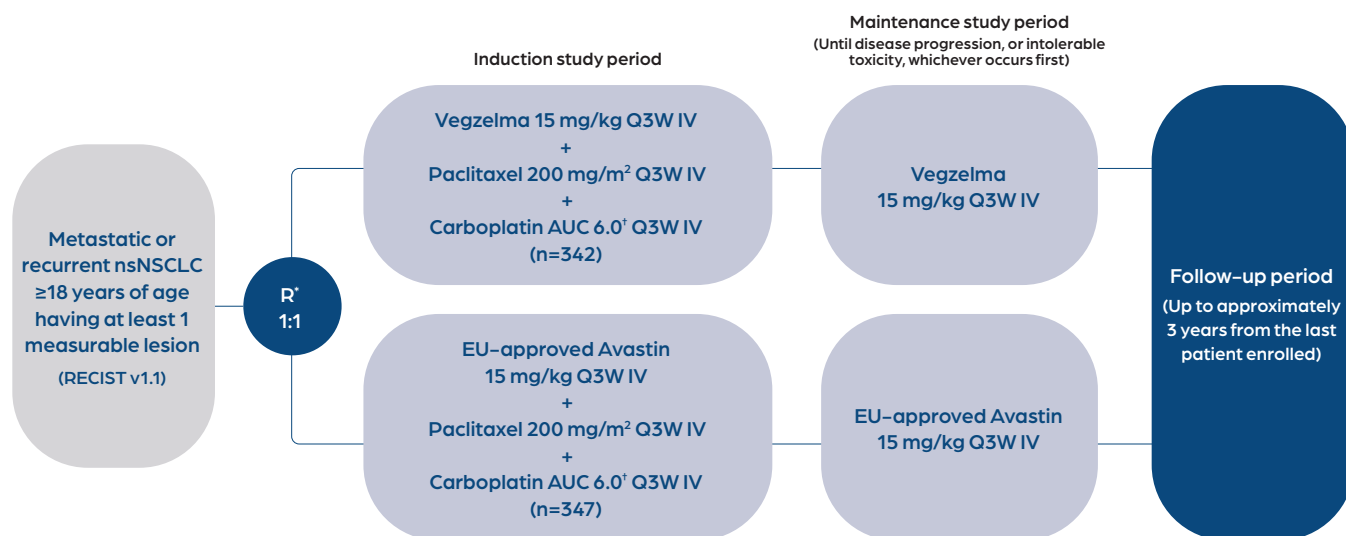 Metastatic or
recurrent nsNSCLC
≥18 years of age
having at least 1
measurable lesion
(RECIST v1.1)
R*
1:1
Induction study period
Vegzelma 15 mg/kg Q3W IV
+
Paclitaxel 200 mg/m² Q3W IV
+
Carboplatin AUC 6.0† Q3W IV
(n=342)
EU-approved Avastin
15 mg/kg Q3W IV
+
Paclitaxel 200 mg/m² Q3W IV
+
Carboplatin AUC 6.0† Q3W IV
(n=347)
Maintenance study period
(Until disease progression, or intolerable
toxicity, whichever occurs first)
Vegzelma
15 mg/kg Q3W IV
EU-approved Avastin
15 mg/kg Q3W IV
Follow-up period
(Up to approximately
3 years from the last
patient enrolled)